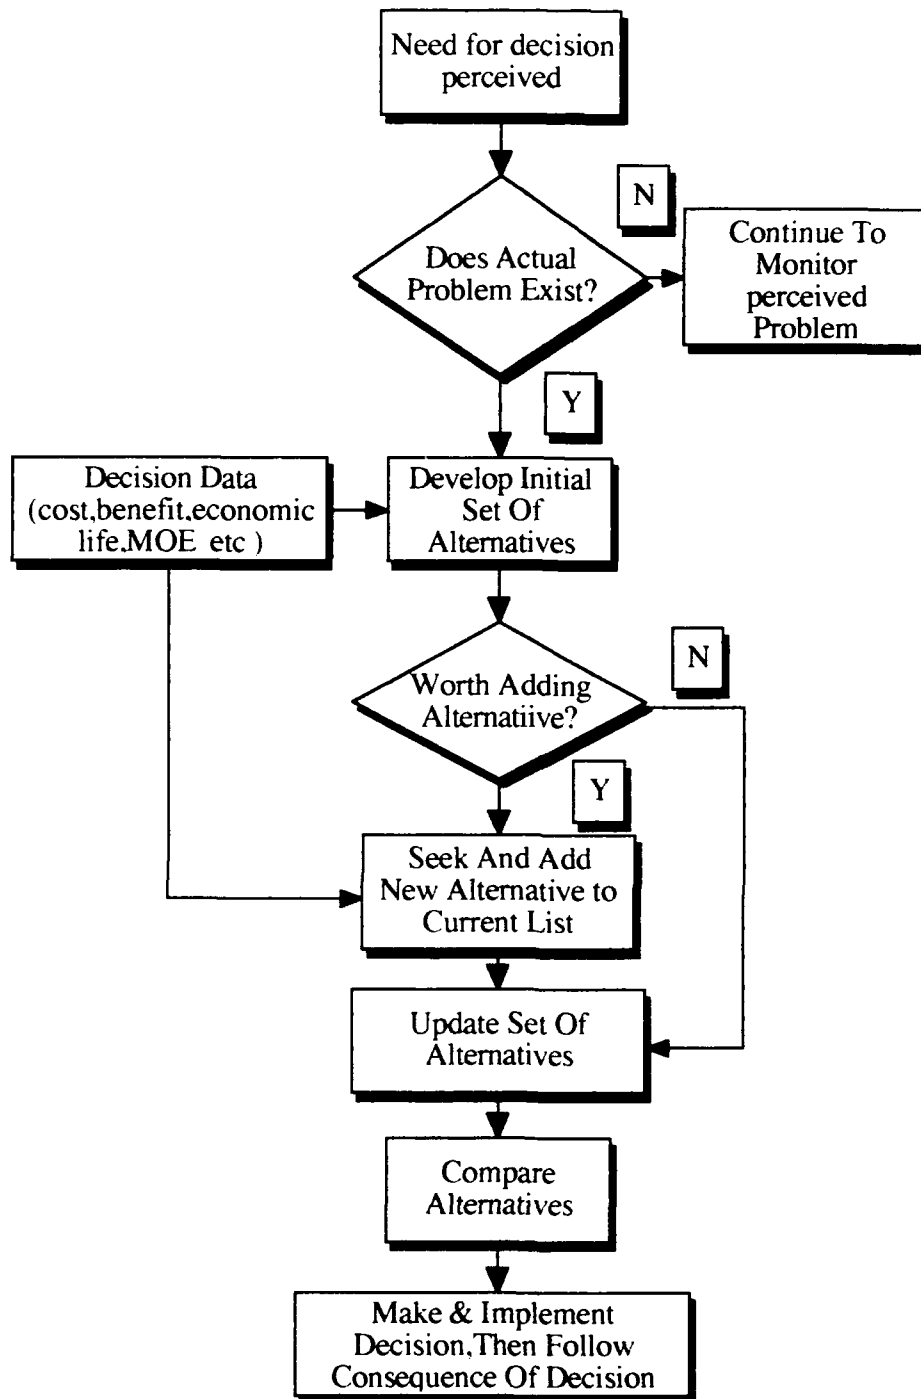 Need for decision
perceived
N
Does Actual
Problem Exist?
Continue To
Monitor
perceived
Problem
Y
Decision Data
(cost,benefit,economic
life,MOE etc )
Develop Initial
Set Of
Alternatives
N
Worth Adding
Alternatiive?
Y
Seek And Add
New Alternative to
Current List
Update Set Of
Alternatives
Compare
Alternatives
Make & Implement
Decision,Then Follow
Consequence Of Decision